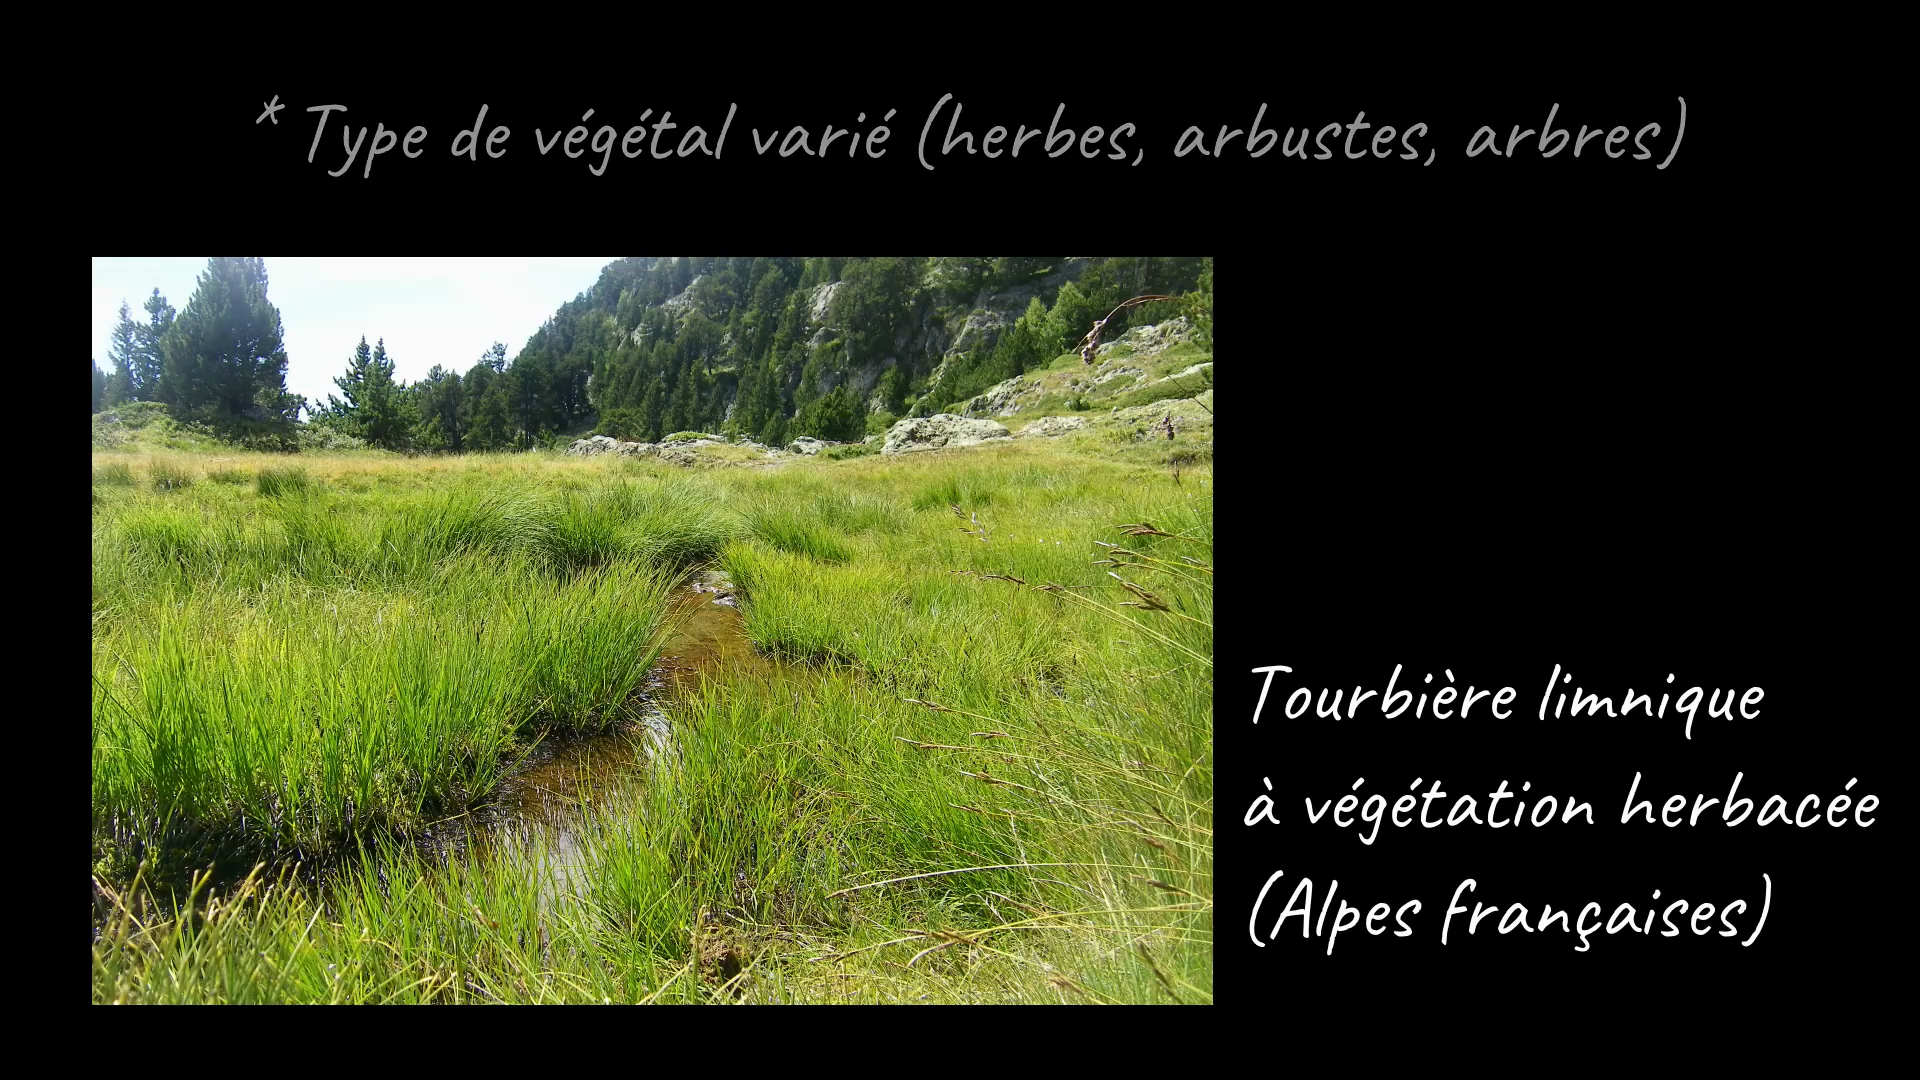 * Type de végétal varié (herbes, arbustes, arbres)
Tourbière limnique
à végétation herbacée
(Alpes françaises)